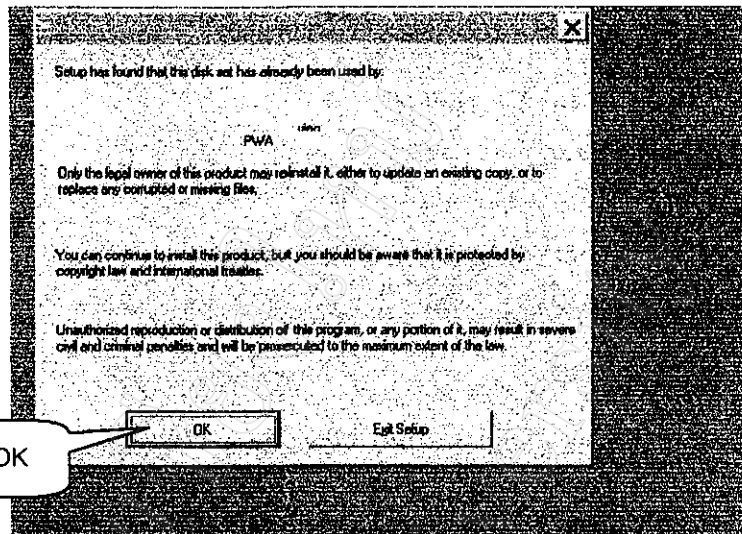 Setup has found that this disk set has already been used by:
PWA
Only the legal owner of this product may reinstall it, either to update an existing copy, or to
replace any corrupted or missing files.
You can continue to install this product, but you should be aware that it is protected by
copyright law and international treaties.
Unauthorized reproduction or distribution of this program, or any portion of it, may result in severe
civil and criminal penalties and will be prosecuted to the maximum extent of the law.
OK
Exit Setup
OK